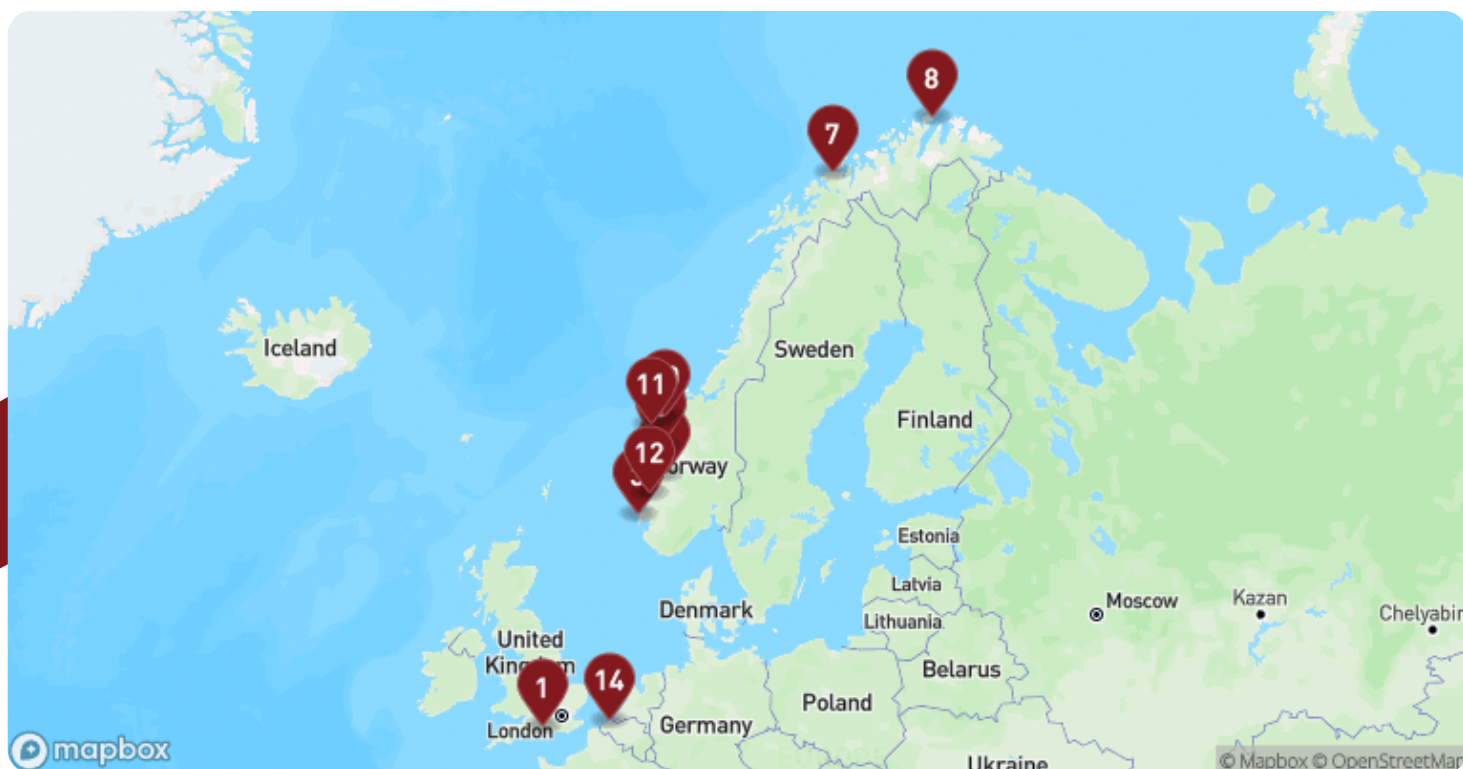 8
7
Iceland
Sweden
11
Finland
12
orway
Estonia
Latvia
Moscow
Kazan
Denmark
Chelyabin
Lithuania
United
Kingdom
Belarus
1
14
Poland
London
Germany
mapbox
Ukraine
© Mapbox © OpenStreetMap